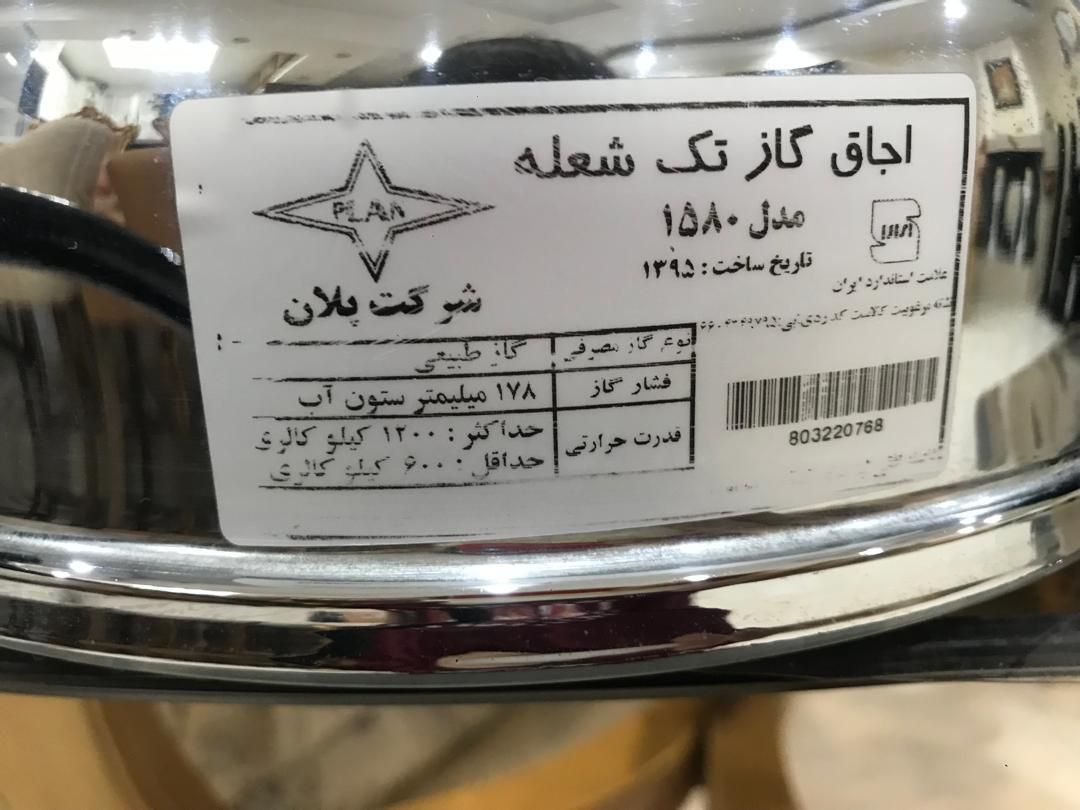 اجاق گاز تک شعله
مدل ۱۵۸۰
تاریخ ساخت: ۱۳۹۵
علامت استاندارد ایران
PLAN
شرکت پلان
نوع گاز مصرفی گاز طبیعی
فشار گاز ۱۷۸ میلیمتر ستون آب
قدرت حرارتی حداکثر: ۱۲۰۰ کیلو کالری
حداقل: ۶۰۰ کیلو کالری
803220768